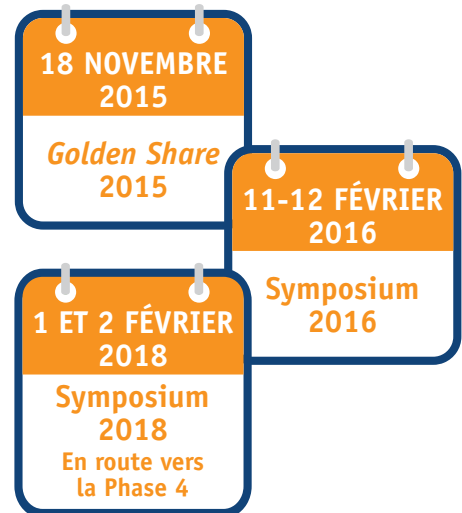 18 NOVEMBRE
2015
Golden Share
2015
11-12 FÉVRIER
2016
Symposium
2016
1 ET 2 FÉVRIER
2018
Symposium
2018
En route vers
la Phase 4